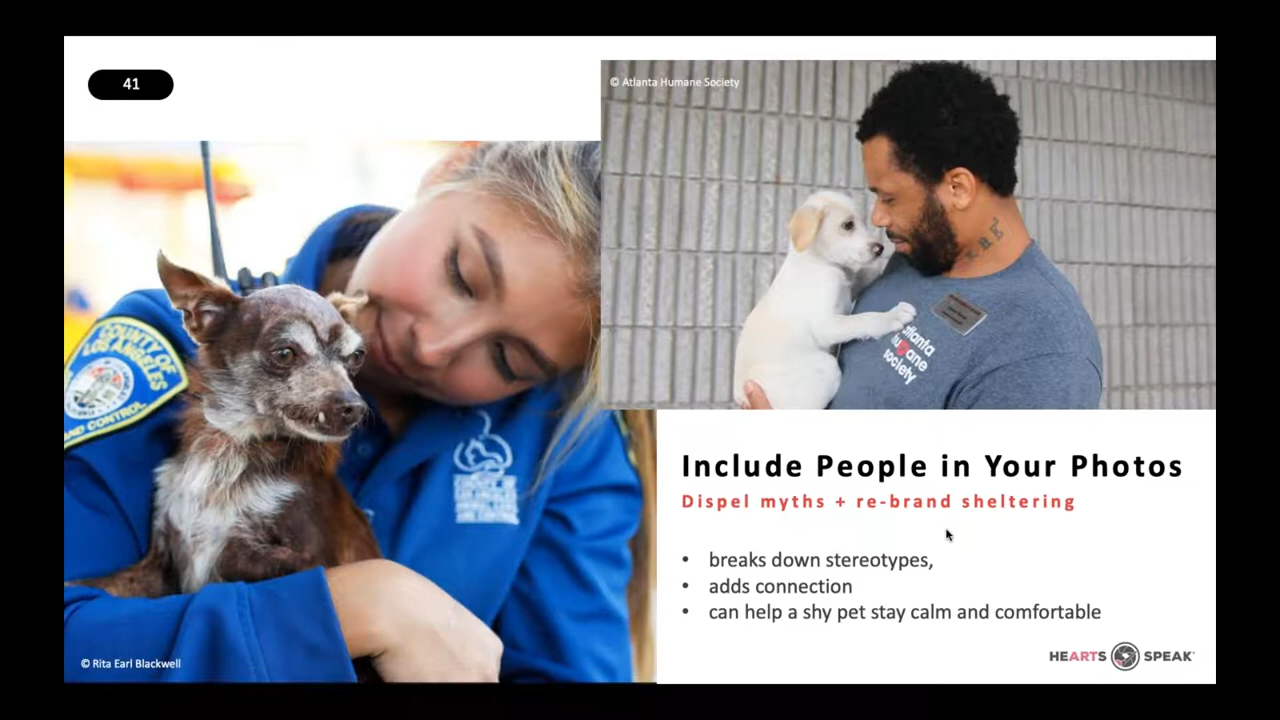 41
© Atlanta Humane Society
COUNTY OF
LOS ANGELES
AND CONTROL
atlanta
humane
society
Include People in Your Photos
Dispel myths + re-brand sheltering
• breaks down stereotypes,
• adds connection
• can help a shy pet stay calm and comfortable
© Rita Earl Blackwell
HEARTS SPEAK